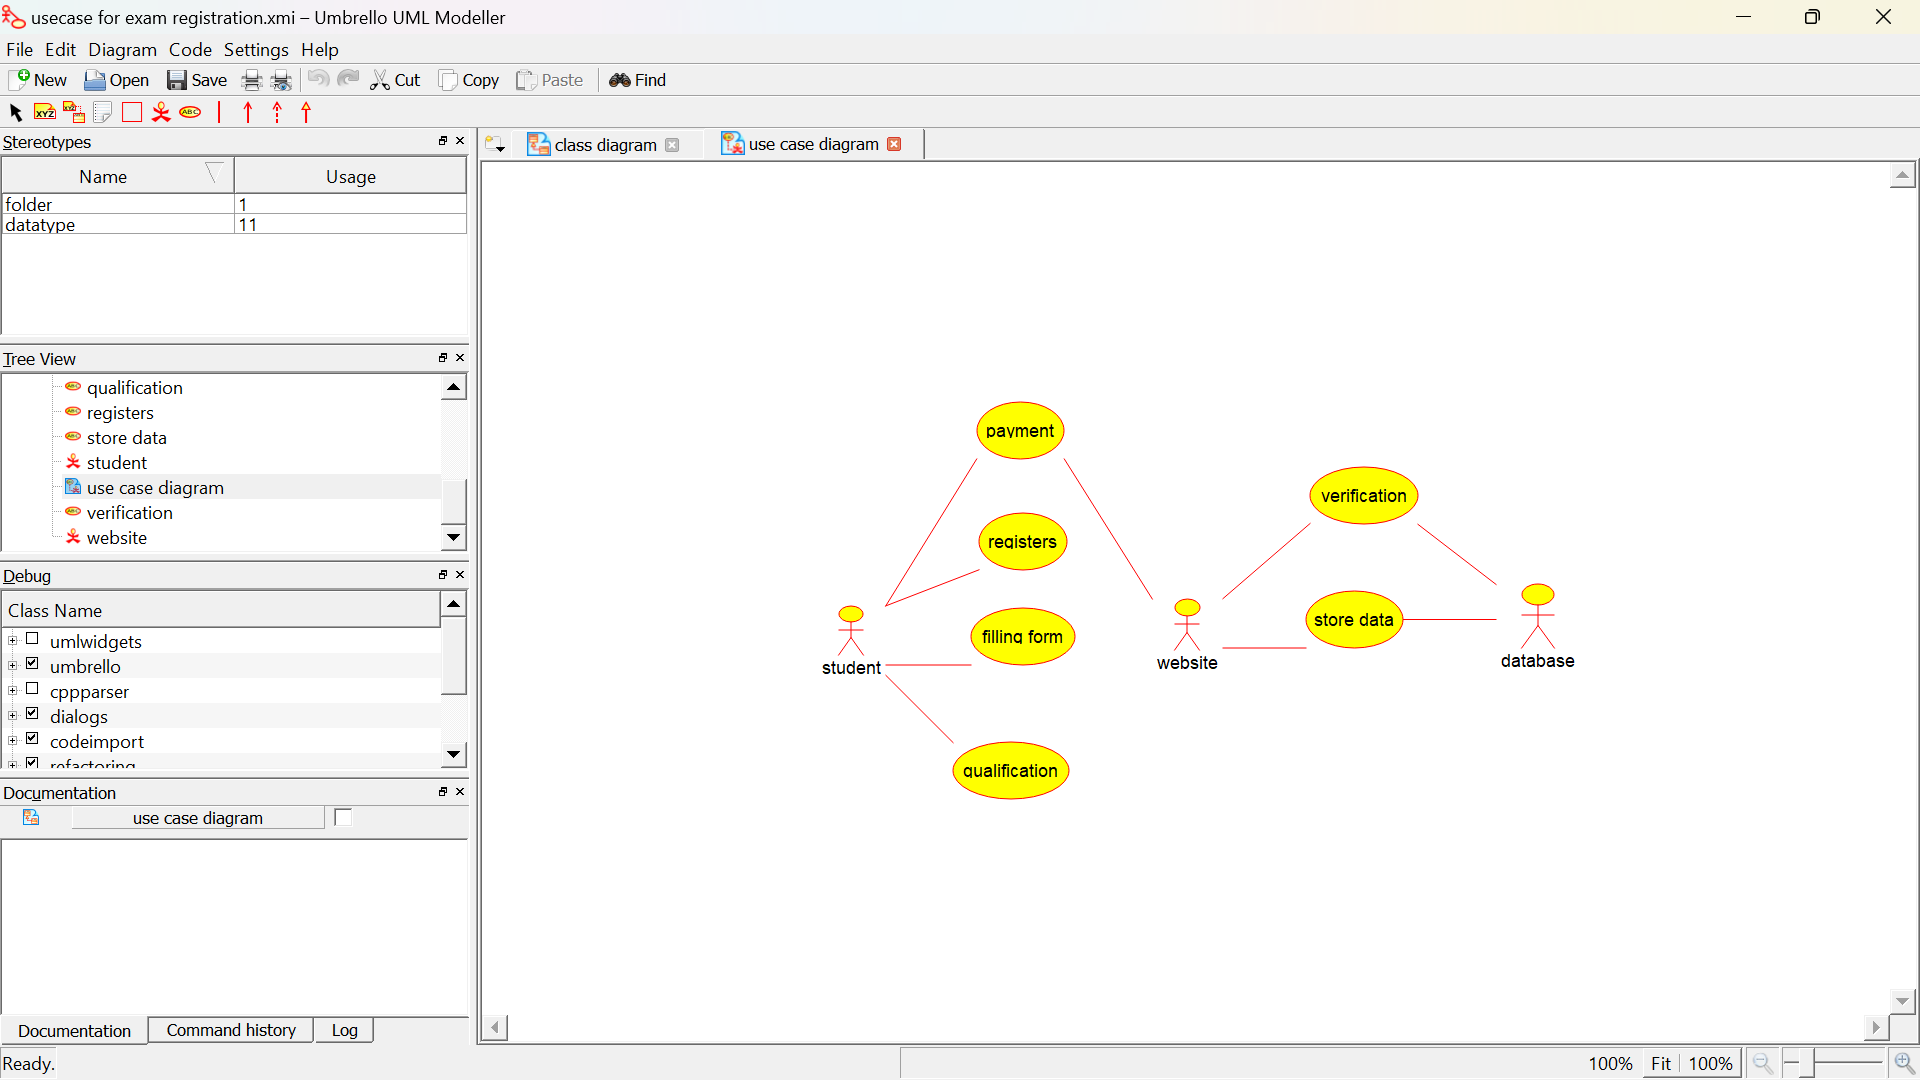 usecase for exam registration.xmi – Umbrello UML Modeller
File Edit Diagram Code Settings Help
New Open Save Cut Copy Paste Find
XYZ XYZ ABC
Stereotypes
Name Usage
folder 1
datatype 11
Tree View
qualification
registers
store data
student
use case diagram
verification
website
Debug
Class Name
umlwidgets
umbrello
cppparser
dialogs
codeimport
refactoring
Documentation
use case diagram
Documentation Command history Log
Ready.
class diagram use case diagram
payment
verification
registers
store data
filling form
student
website
database
qualification
100% Fit 100%